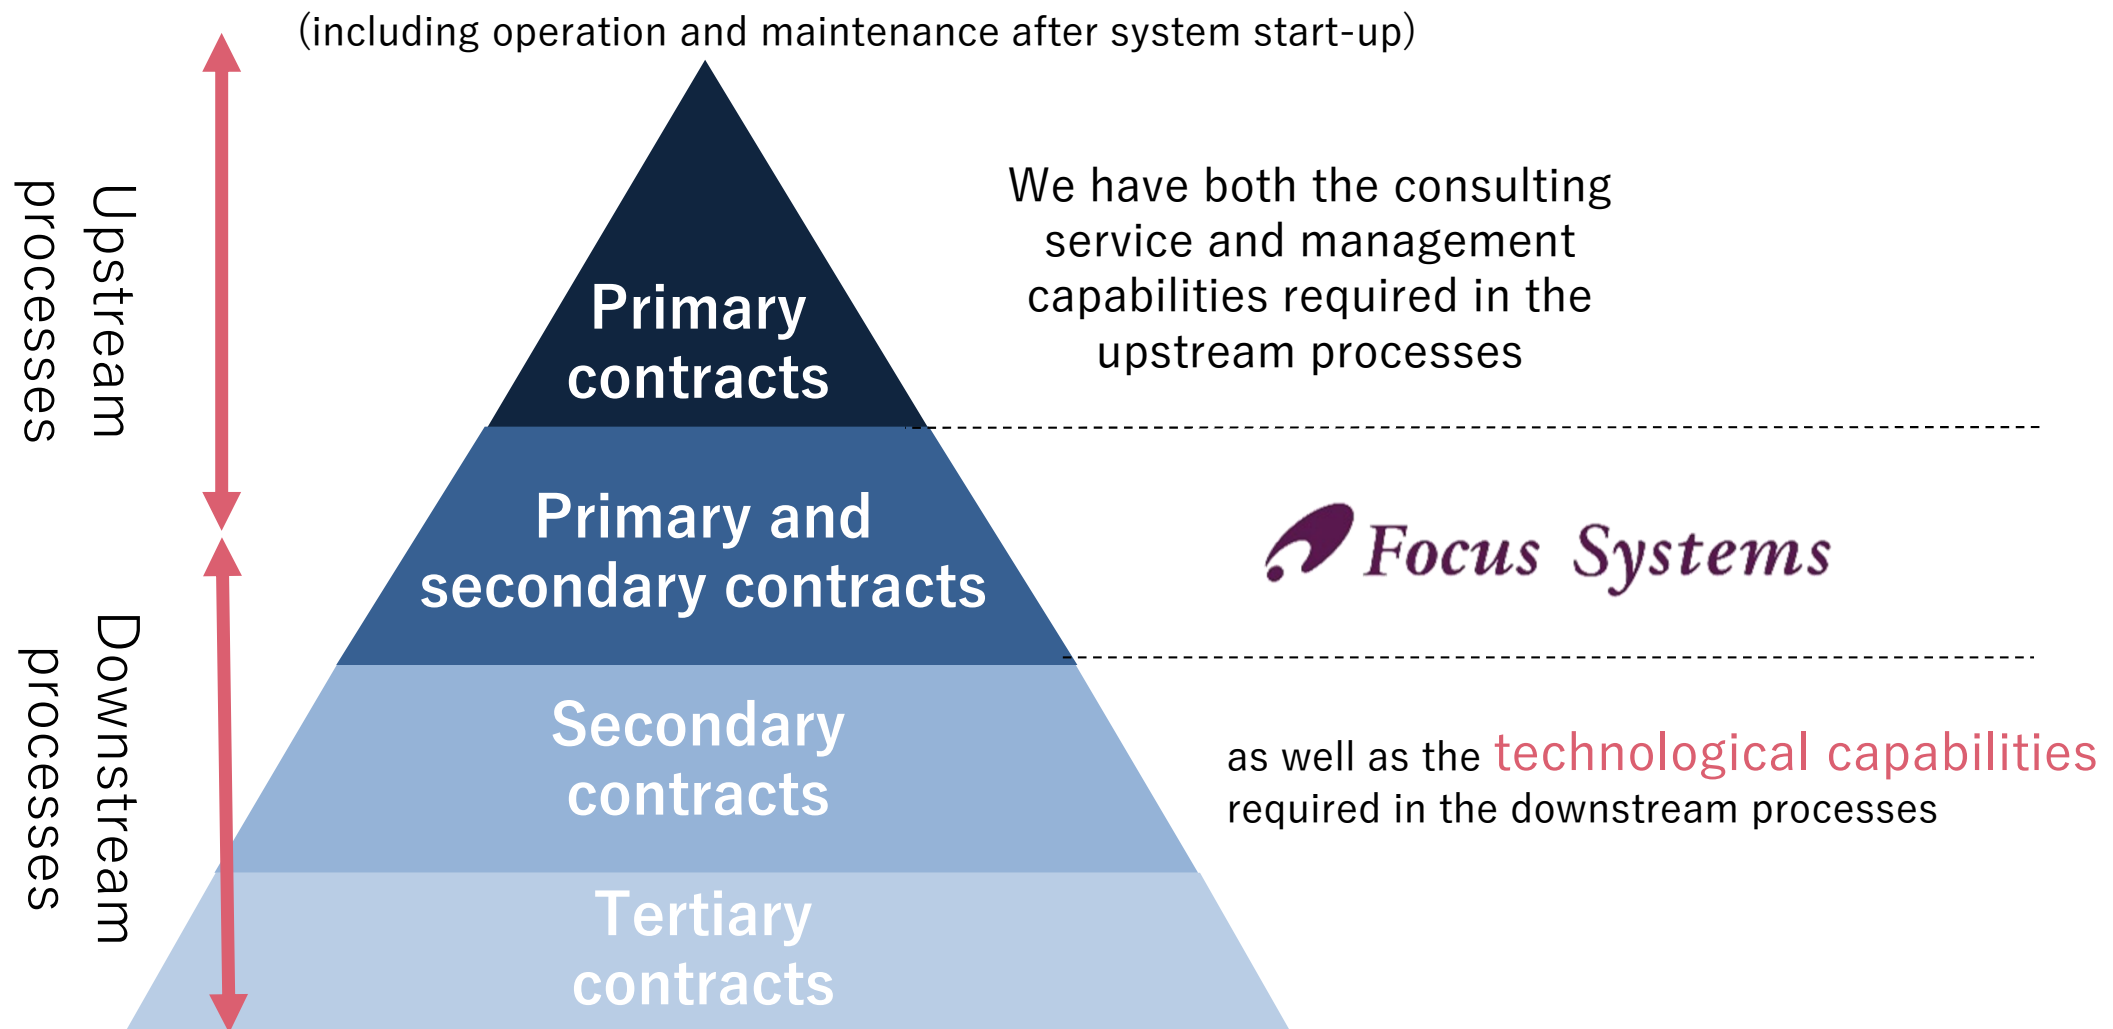 (including operation and maintenance after system start-up)
Upstream
processes
Primary
contracts
We have both the consulting
service and management
capabilities required in the
upstream processes
Primary and
secondary contracts
Focus Systems
Downstream
processes
Secondary
contracts
as well as the technological capabilities
required in the downstream processes
Tertiary
contracts